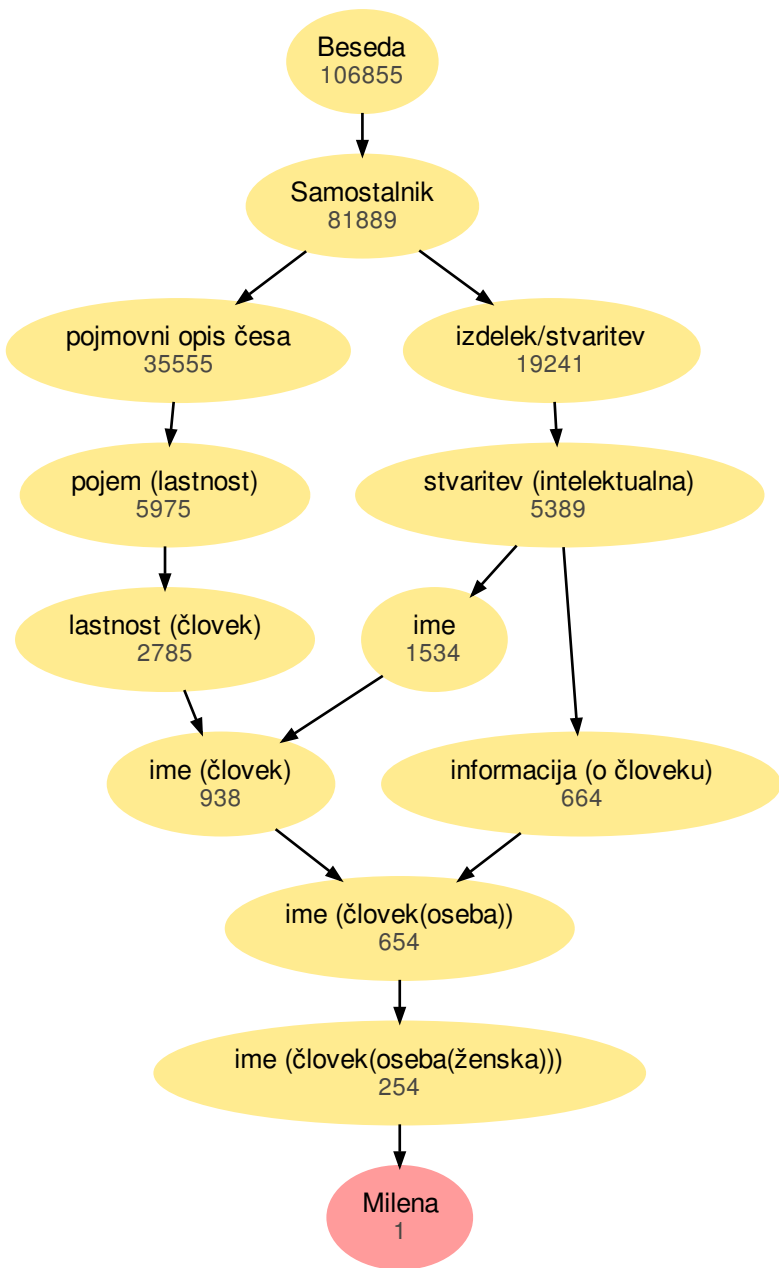 Beseda
106855
Samostalnik
81889
pojmovni opis česa
35555
izdelek/stvaritev
19241
pojem (lastnost)
5975
stvaritev (intelektualna)
5389
lastnost (človek)
2785
ime
1534
ime (človek)
938
informacija (o človeku)
664
ime (človek(oseba))
654
ime (človek(oseba(ženska)))
254
Milena
1